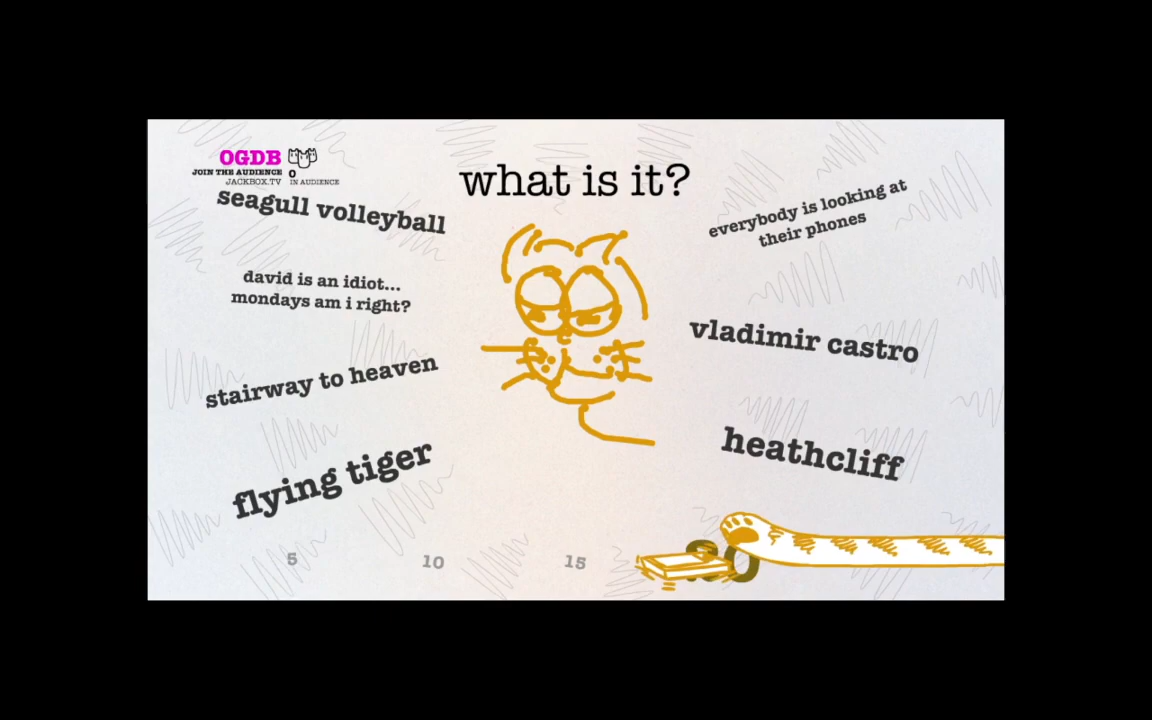 OGDB
JOIN THE AUDIENCE
JACKBOX.TV
0
IN AUDIENCE
what is it?
seagull volleyball
david is an idiot...
mondays am i right?
stairway to heaven
flying tiger
everybody is looking at
their phones
vladimir castro
heathcliff
5
10
15